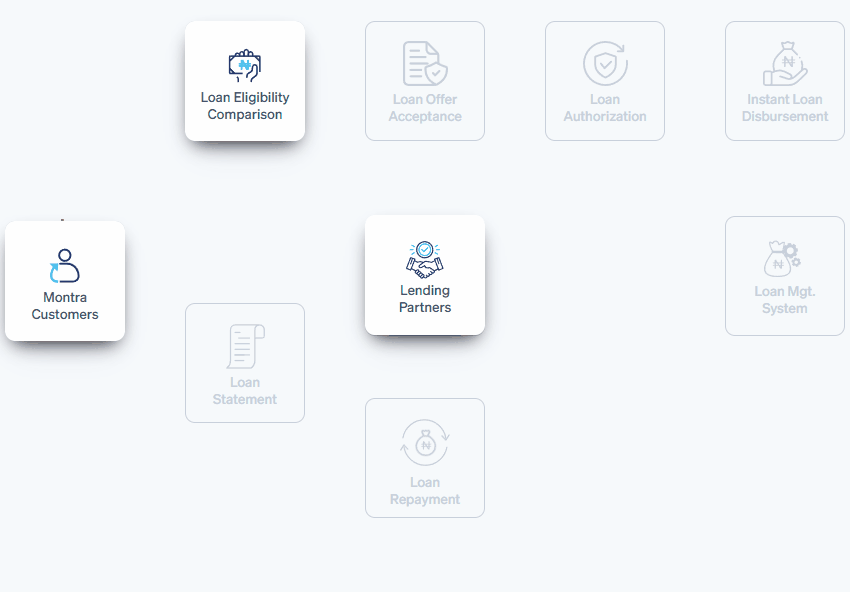 Loan Eligibility
Comparison
Loan Offer
Acceptance
Loan
Authorization
Instant Loan
Disbursement
Montra
Customers
Lending
Partners
Loan Mgt.
System
Loan
Statement
Loan
Repayment